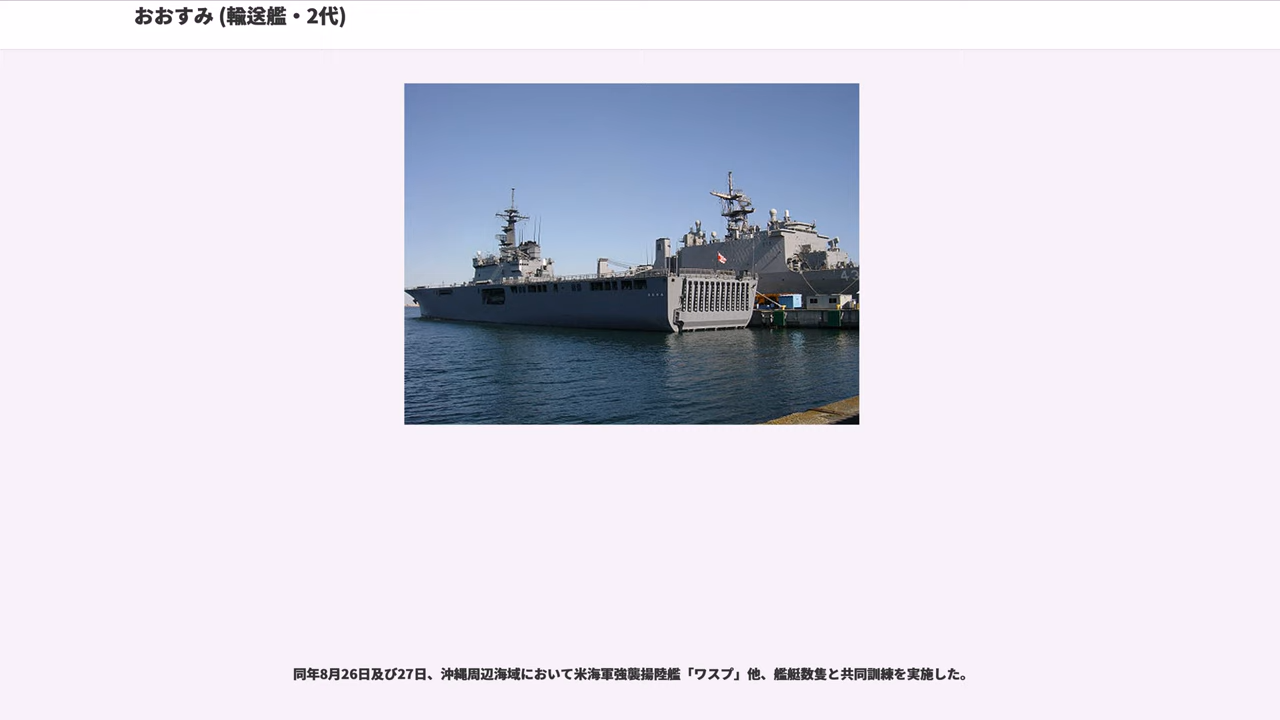 おおすみ (輸送艦・2代)
同年8月26日及び27日、沖縄周辺海域において米海軍強襲揚陸艦「ワスプ」他、艦艇数隻と共同訓練を実施した。